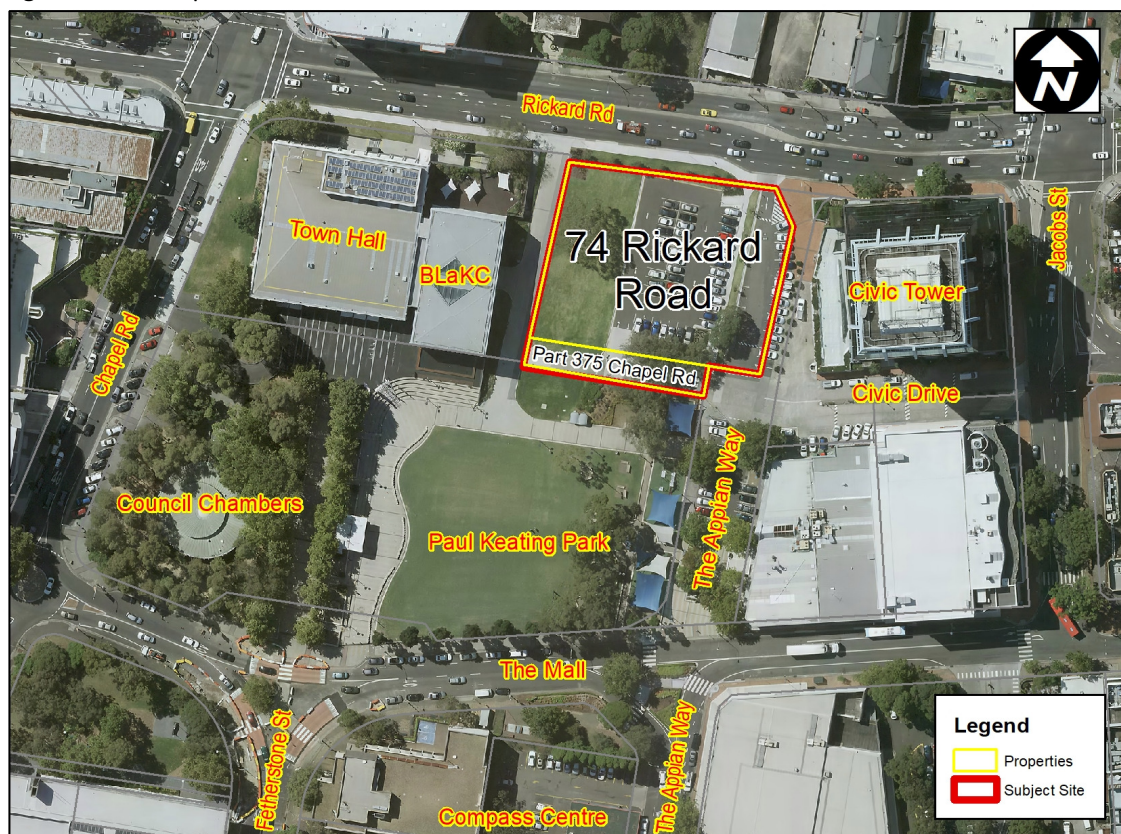 Rickard Rd
N
Town Hall
BLaKC
74 Rickard
Road
Civic Tower
Jacobs St
Chapel Rd
Part 375 Chapel Rd
Civic Drive
Council Chambers
Paul Keating Park
The Appian Way
The Mall
Fetherstone St
Compass Centre
The Appian Way
Legend
Properties
Subject Site